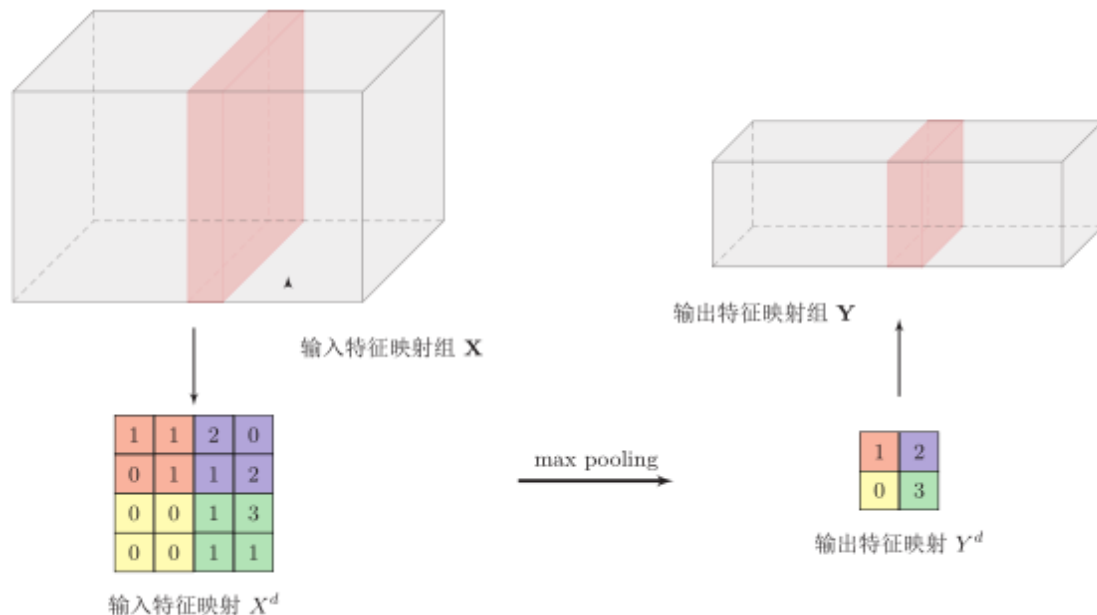 输入特征映射组 X
输出特征映射组 Y
1 1 2 0
0 1 1 2
0 0 1 3
0 0 1 1
max pooling
1 2
0 3
输入特征映射 X^d
输出特征映射 Y^d